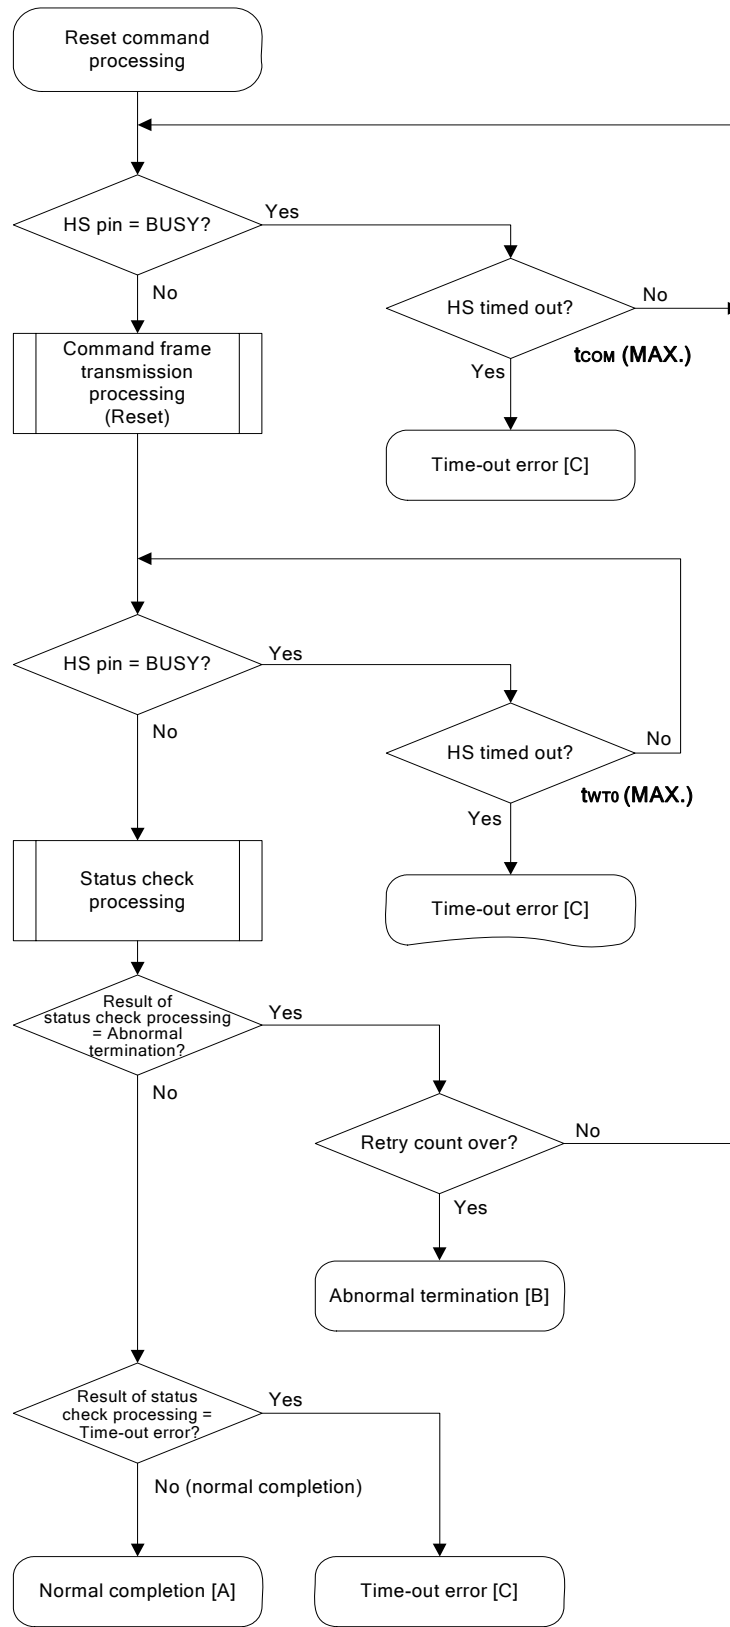 Reset command
processing
HS pin = BUSY?
Yes
No
HS timed out?
No
tCOM (MAX.)
Yes
Command frame
transmission
processing
(Reset)
Time-out error [C]
HS pin = BUSY?
Yes
No
HS timed out?
No
tWT0 (MAX.)
Yes
Status check
processing
Time-out error [C]
Result of
status check processing
= Abnormal
termination?
Yes
No
Retry count over?
No
Yes
Abnormal termination [B]
Result of status
check processing =
Time-out error?
Yes
No (normal completion)
Normal completion [A]
Time-out error [C]